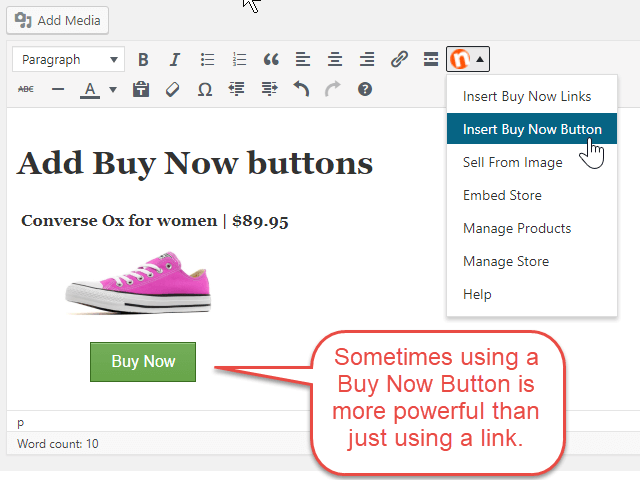 Add Media
Paragraph
B I
ABC A Ω
Insert Buy Now Links
Insert Buy Now Button
Sell From Image
Embed Store
Manage Products
Manage Store
Help
Add Buy Now buttons
Converse Ox for women | $89.95
Buy Now
Sometimes using a
Buy Now Button is
more powerful than
just using a link.
p
Word count: 10